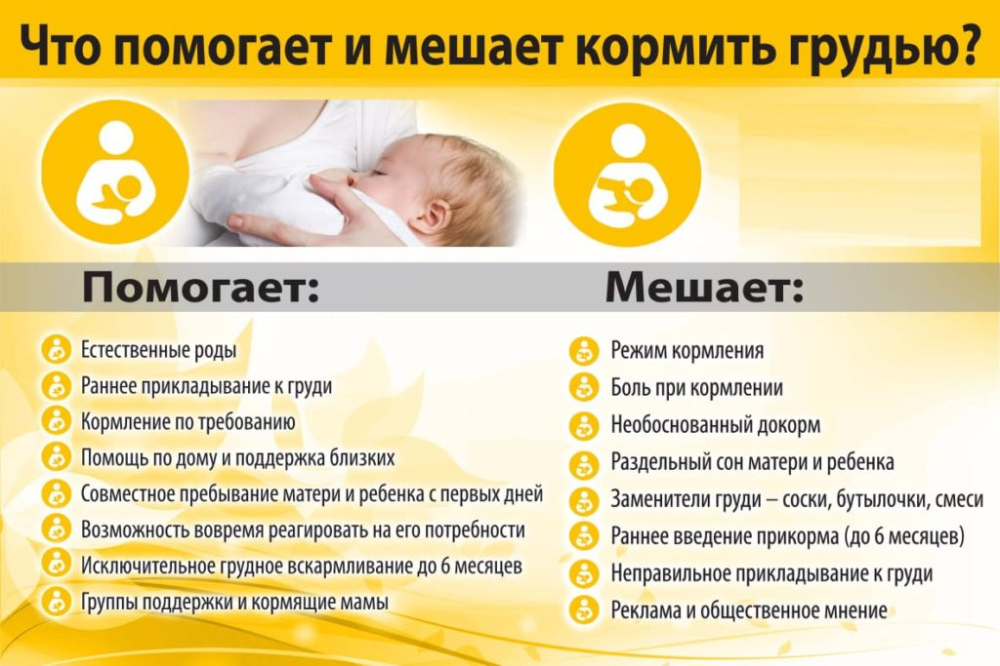 Что помогает и мешает кормить грудью?
Помогает:
Естественные роды
Раннее прикладывание к груди
Кормление по требованию
Помощь по дому и поддержка близких
Совместное пребывание матери и ребенка с первых дней
Возможность вовремя реагировать на его потребности
Исключительное грудное вскармливание до 6 месяцев
Группы поддержки и кормящие мамы
Мешает:
Режим кормления
Боль при кормлении
Необоснованный докорм
Раздельный сон матери и ребенка
Заменители груди – соски, бутылочки, смеси
Раннее введение прикорма (до 6 месяцев)
Неправильное прикладывание к груди
Реклама и общественное мнение